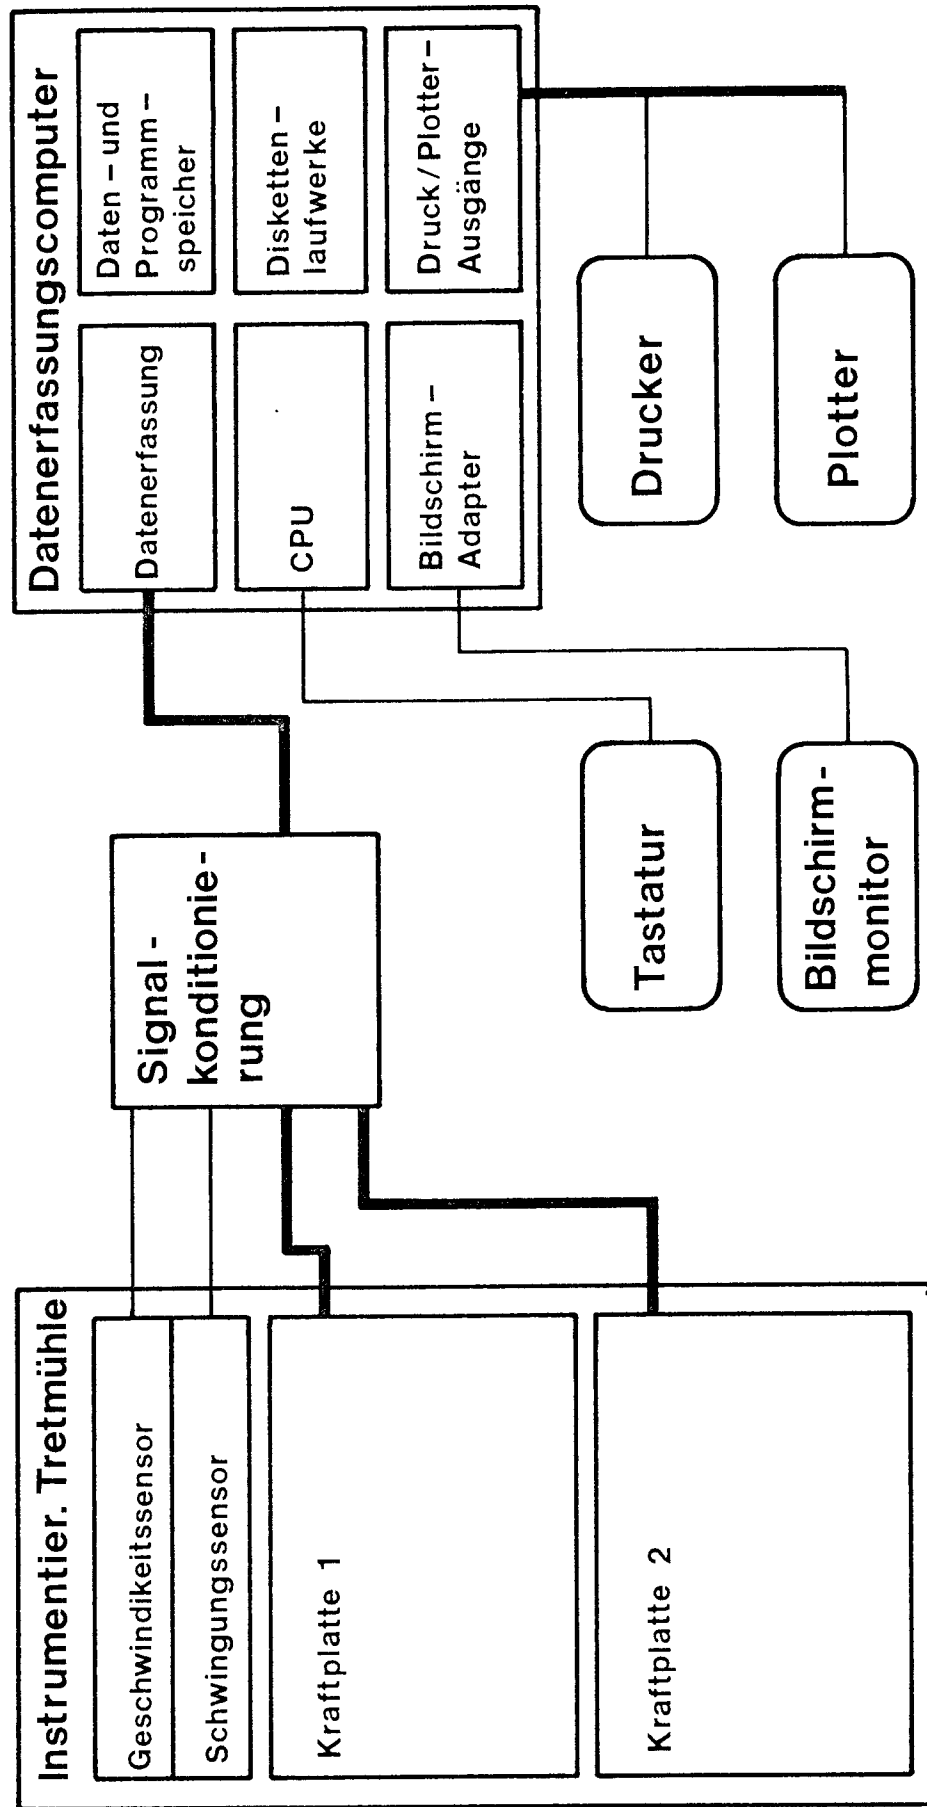 Instrumentier. Tretmühle
Geschwindikeitssensor
Schwingungssensor
Kraftplatte 1
Kraftplatte 2
Signal-
konditionie-
rung
Datenerfassungscomputer
Datenerfassung
Daten-und
Programm-
speicher
CPU
Disketten-
laufwerke
Bildschirm-
Adapter
Druck/Plotter-
Ausgänge
Tastatur
Drucker
Bildschirm-
monitor
Plotter